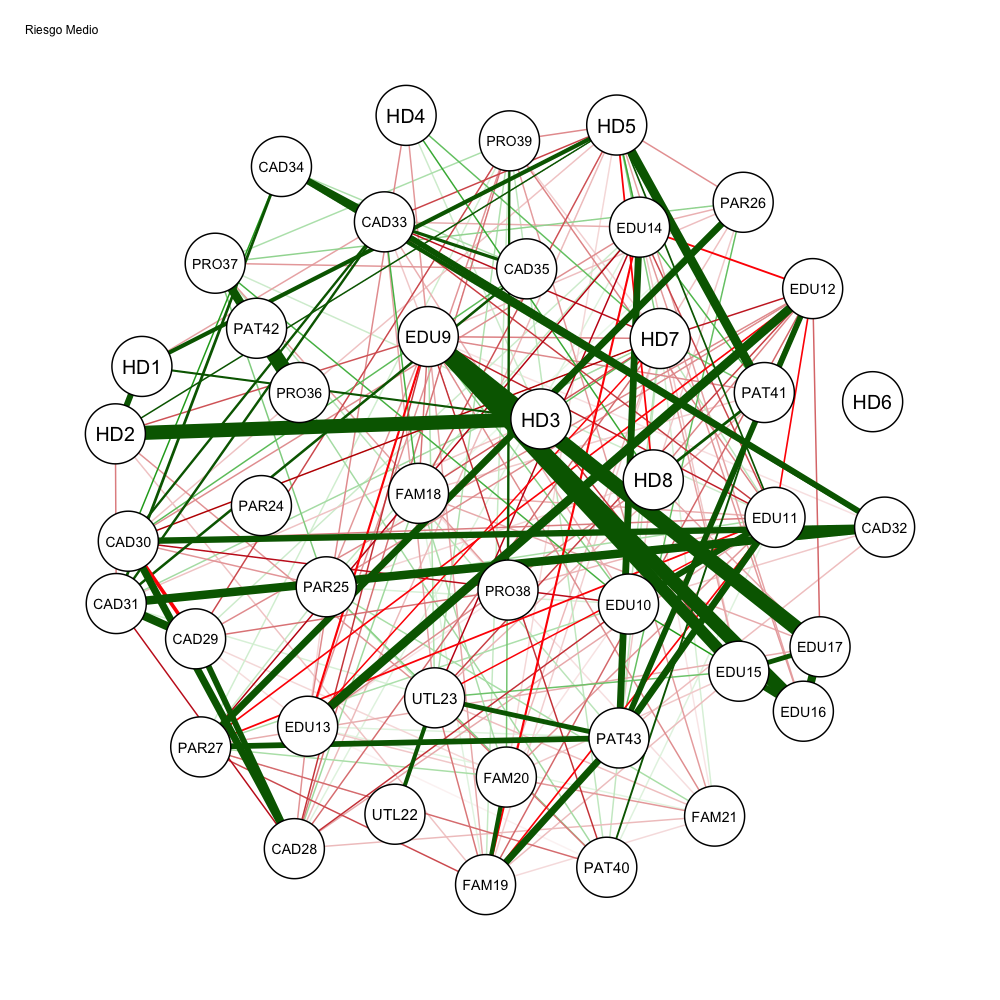 Riesgo Medio
HD4
HD5
PRO39
CAD34
PAR26
CAD33
EDU14
PRO37
CAD35
EDU12
PAT42
EDU9
HD7
HD1
PRO36
PAT41
HD6
HD2
HD3
HD8
FAM18
PAR24
EDU11
CAD32
CAD30
PAR25
PRO38
CAD31
EDU10
CAD29
EDU17
EDU15
UTL23
EDU16
EDU13
PAT43
PAR27
FAM20
UTL22
FAM21
CAD28
PAT40
FAM19